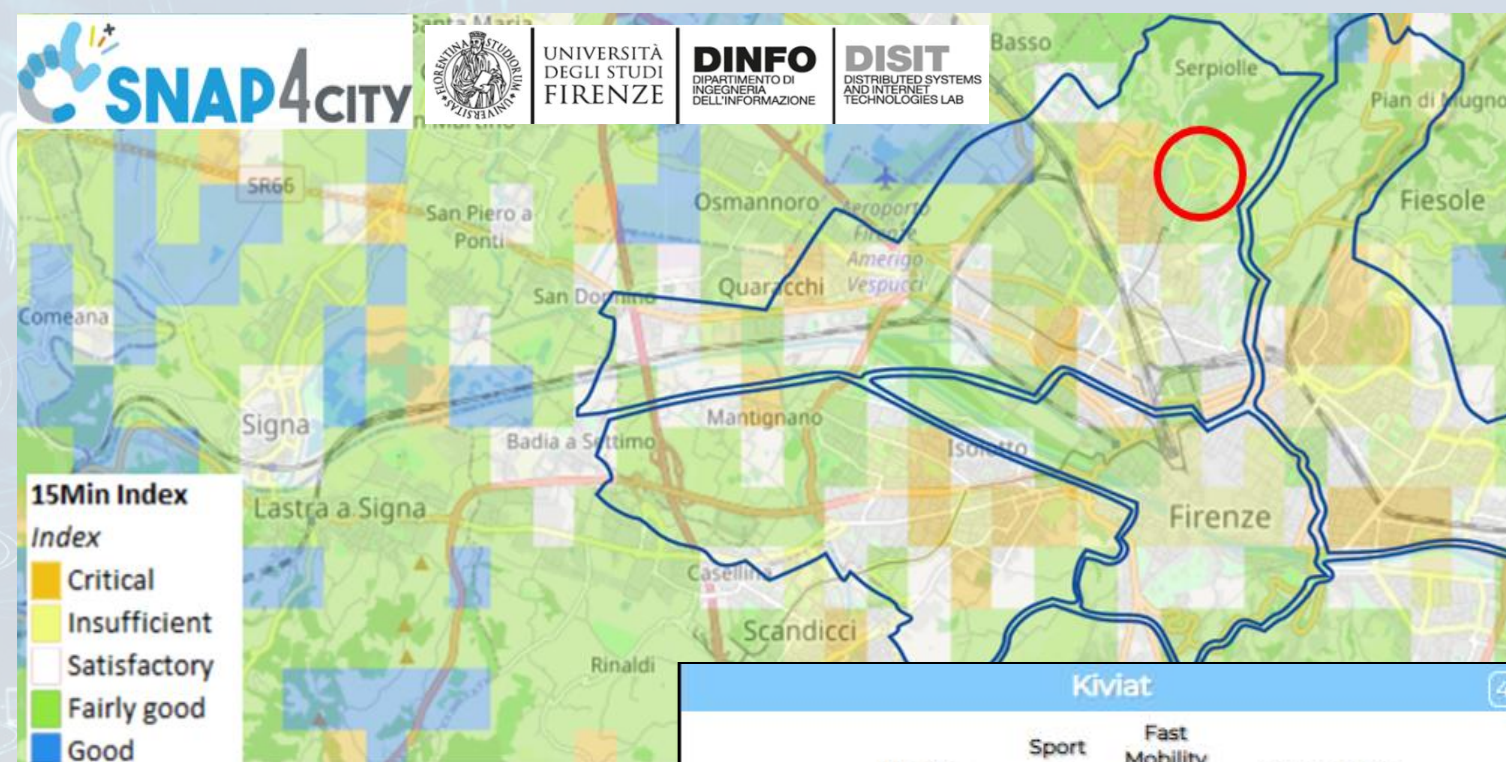 Santa Maria
SNAP4CITY
UNIVERSITÀ
DEGLI STUDI
FIRENZE
DINFO
DIPARTIMENTO DI
INGEGNERIA
DELL'INFORMAZIONE
DISIT
DISTRIBUTED SYSTEMS
AND INTERNET
TECHNOLOGIES LAB
Basso
Serpiolle
Pian di Mugno
SR66
San Piero a
Ponti
Osmannoro
Aeroporto
Firenze
Amerigo
Vespucci
Fiesole
San Donnino
Quaracchi
Comeana
Signa
Badia a Settimo
Mantignano
Isolotto
Lastra a Signa
Firenze
Casellina
Scandicci
Rinaldi
15Min Index
Index
Critical
Insufficient
Satisfactory
Fairly good
Good
Kiviat
Sport
Fast
Mobility